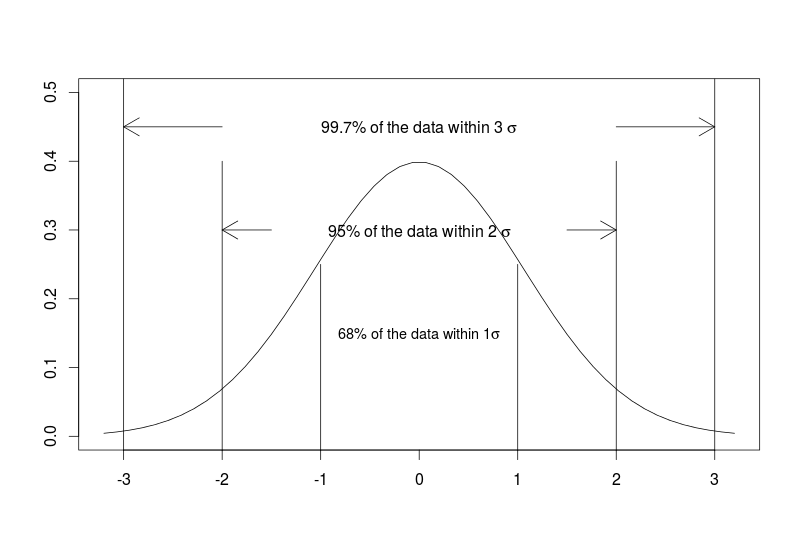 0.5
99.7% of the data within 3 σ
0.4
0.3
95% of the data within 2 σ
0.2
68% of the data within 1σ
0.1
0.0
-3 -2 -1 0 1 2 3